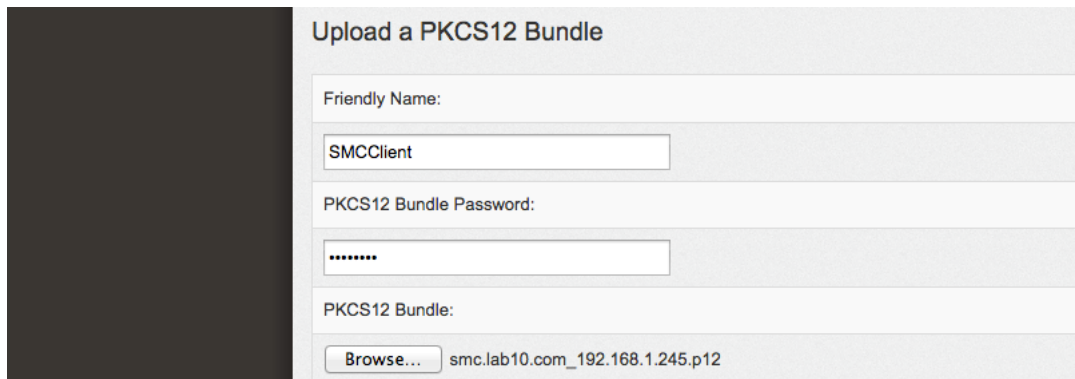 Upload a PKCS12 Bundle
Friendly Name:
SMCClient
PKCS12 Bundle Password:
••••••••
PKCS12 Bundle:
Browse... smc.lab10.com_192.168.1.245.p12